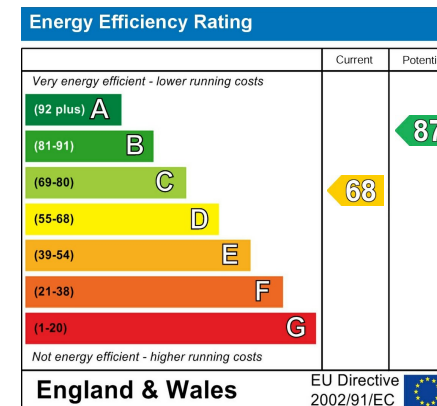 Energy Efficiency Rating
Current Potenti
Very energy efficient - lower running costs
(92 plus) A
(81-91) B
87
(69-80) C
68
(55-68) D
(39-54) E
(21-38) F
(1-20) G
Not energy efficient - higher running costs
England & Wales
EU Directive
2002/91/EC